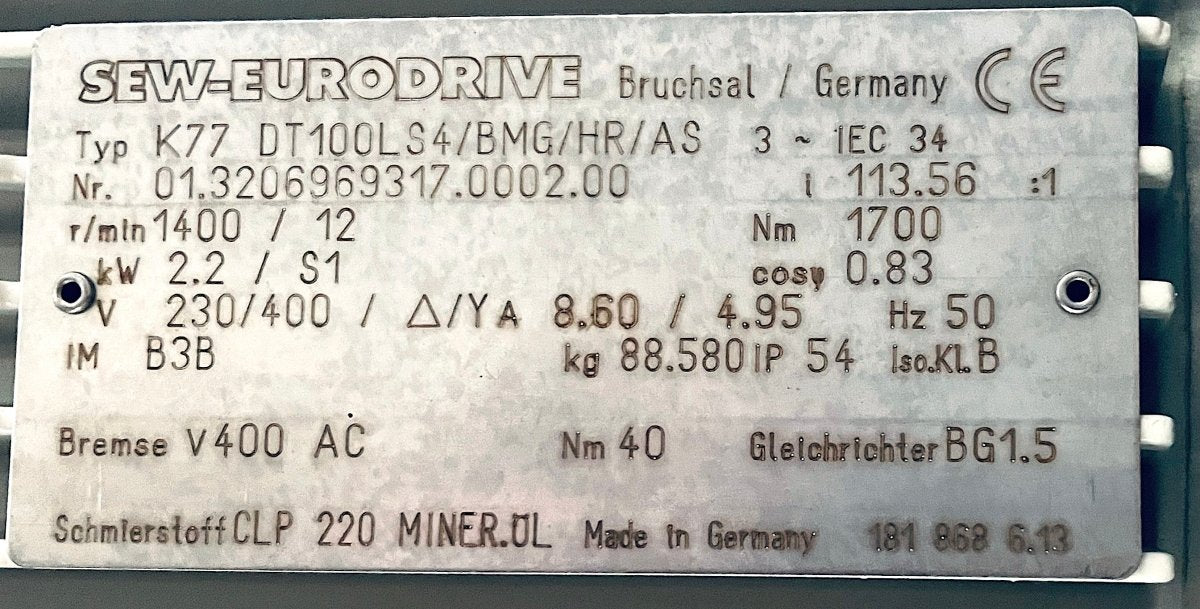 SEW-EURODRIVE Bruchsal / Germany CE
Typ K77 DT100LS4/BMG/HR/AS 3 ~ IEC 34
Nr. 01.3206969317.0002.00 i 113.56 :1
r/min 1400 / 12 Nm 1700
kW 2.2 / S1 cosφ 0.83
V 230/400 / Δ/Y A 8.60 / 4.95 Hz 50
IM B3B kg 88.580 IP 54 Iso.Kl. B
Bremse V 400 AC Nm 40 Gleichrichter BG1.5
Schmierstoff CLP 220 MINER.ÖL Made in Germany 181 868 6.13